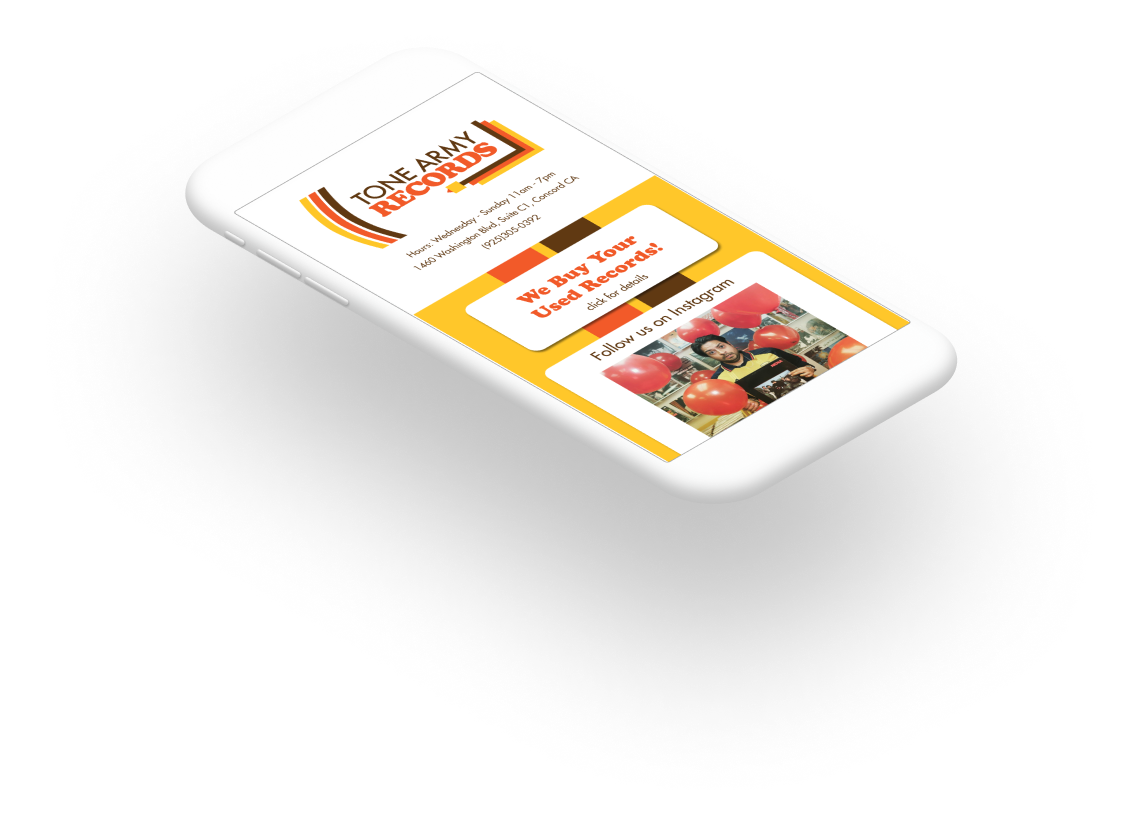 TONE ARMY
RECORDS
Hours: Wednesday - Sunday 11am - 7pm
1460 Washington Blvd, Suite C1, Concord CA
(925)305-0392
We Buy Your
Used Records!
click for details
Follow us on Instagram